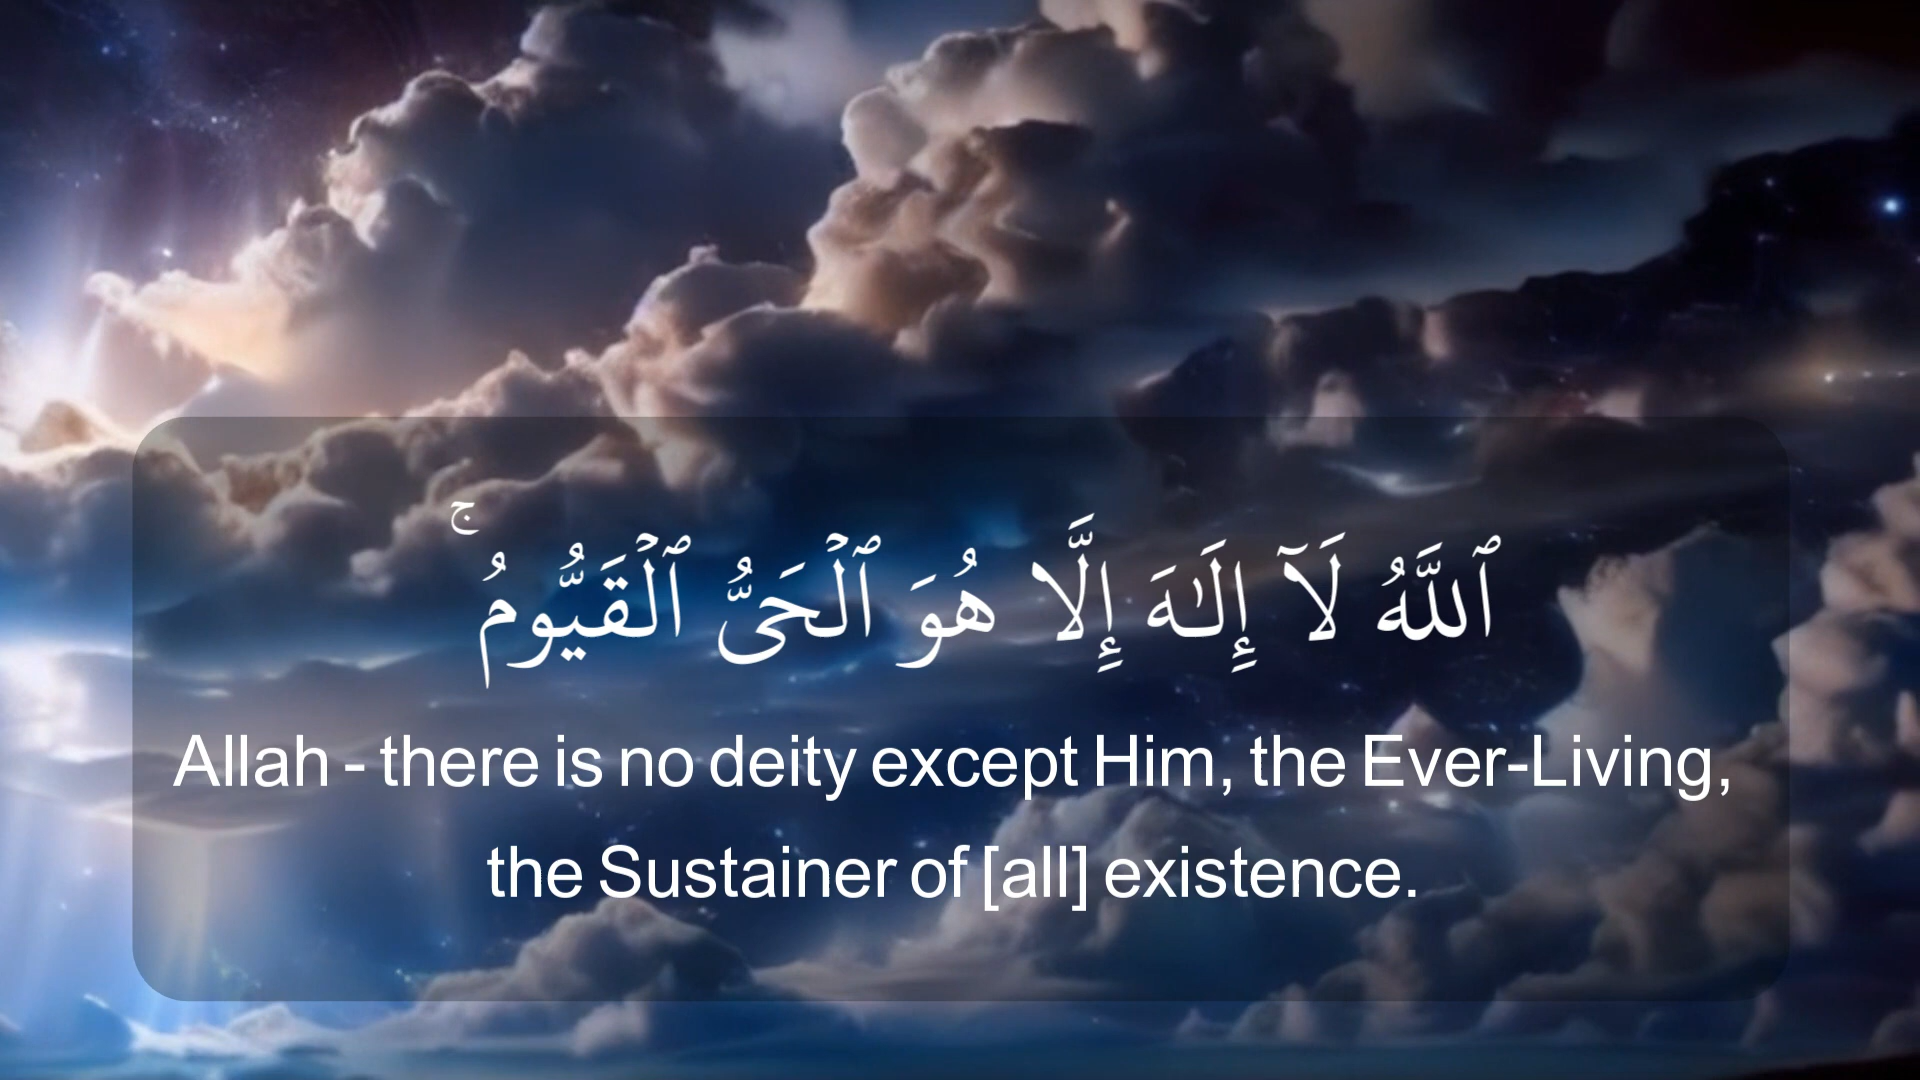 ٱللَّهُ لَآ إِلَـٰهَ إِلَّا هُوَ ٱلْحَىُّ ٱلْقَيُّومُ ۚ
Allah - there is no deity except Him, the Ever-Living,
the Sustainer of [all] existence.